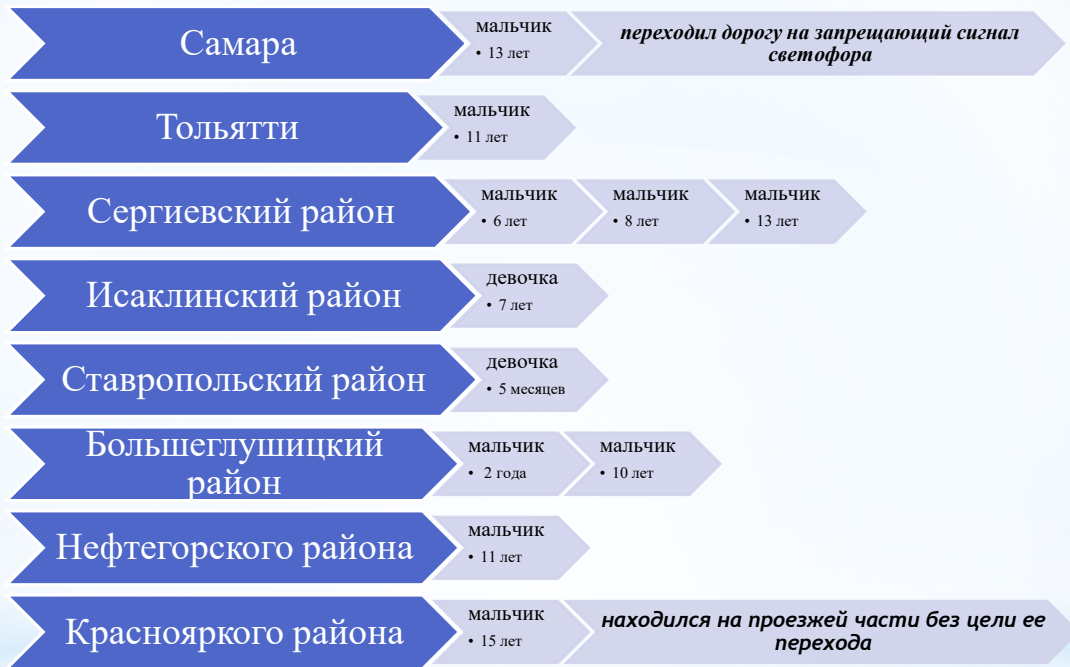 Самара
мальчик
• 13 лет
переходил дорогу на запрещающий сигнал
светофора
Тольятти
мальчик
• 11 лет
Сергиевский район
мальчик
• 6 лет
мальчик
• 8 лет
мальчик
• 13 лет
Исаклинский район
девочка
• 7 лет
Ставропольский район
девочка
• 5 месяцев
Большеглушицкий
район
мальчик
• 2 года
мальчик
• 10 лет
Нефтегорского района
мальчик
• 11 лет
Краснояркого района
мальчик
• 15 лет
находился на проезжей части без цели ее
перехода